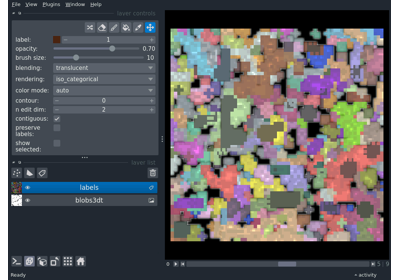 File View Plugins Window Help
layer controls
label: 1
opacity: 0.70
brush size: 10
blending: translucent
rendering: iso_categorical
color mode: auto
contour: 0
n edit dim: 2
contiguous:
preserve
labels:
show
selected:
layer list
labels
blobs3dt
Ready
activity